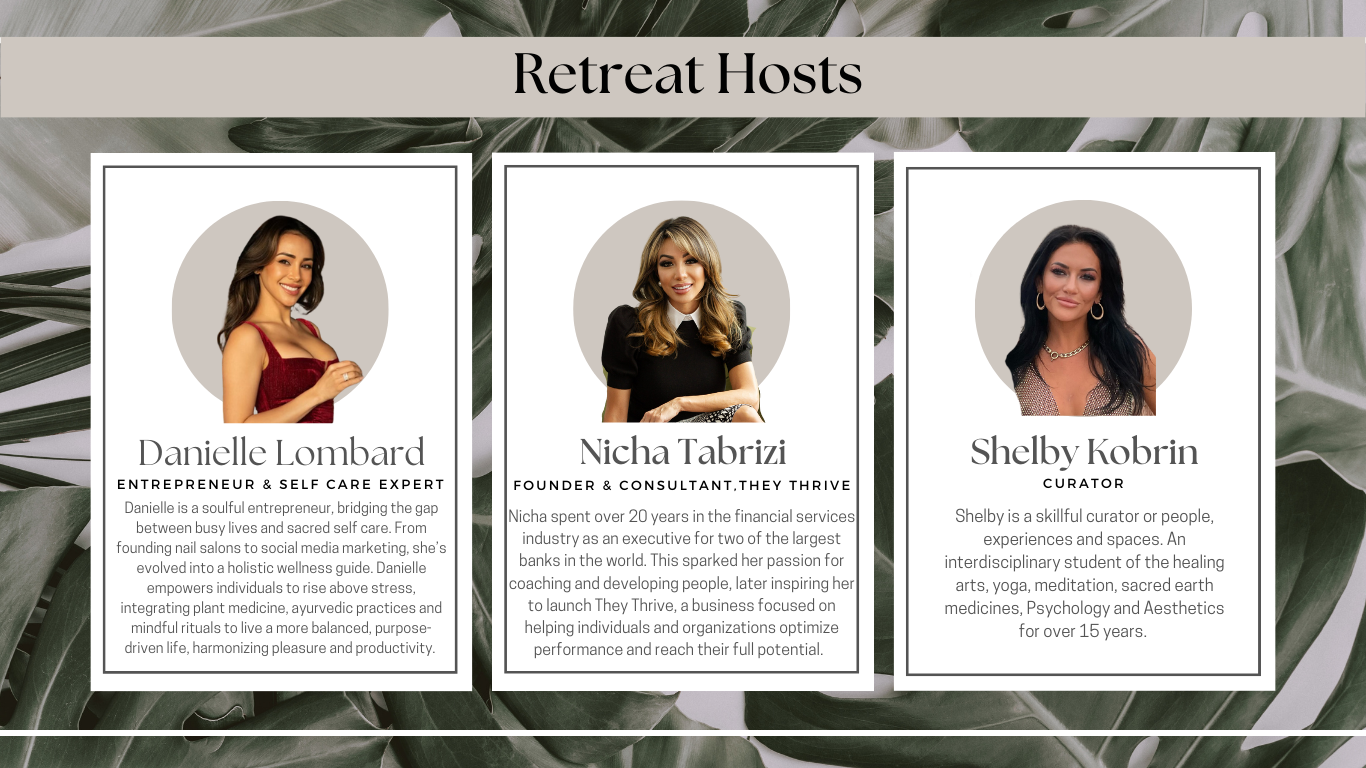 Retreat Hosts
Danielle Lombard
ENTREPRENEUR & SELF CARE EXPERT
Danielle is a soulful entrepreneur, bridging the gap
between busy lives and sacred self care. From
founding nail salons to social media marketing, she's
evolved into a holistic wellness guide. Danielle
empowers individuals to rise above stress,
integrating plant medicine, ayurvedic practices and
mindful rituals to live a more balanced, purpose-
driven life, harmonizing pleasure and productivity.
Nicha Tabrizi
FOUNDER & CONSULTANT,THEY THRIVE
Nicha spent over 20 years in the financial services
industry as an executive for two of the largest
banks in the world. This sparked her passion for
coaching and developing people, later inspiring her
to launch They Thrive, a business focused on
helping individuals and organizations optimize
performance and reach their full potential.
Shelby Kobrin
CURATOR
Shelby is a skillful curator or people,
experiences and spaces. An
interdisciplinary student of the healing
arts, yoga, meditation, sacred earth
medicines, Psychology and Aesthetics
for over 15 years.